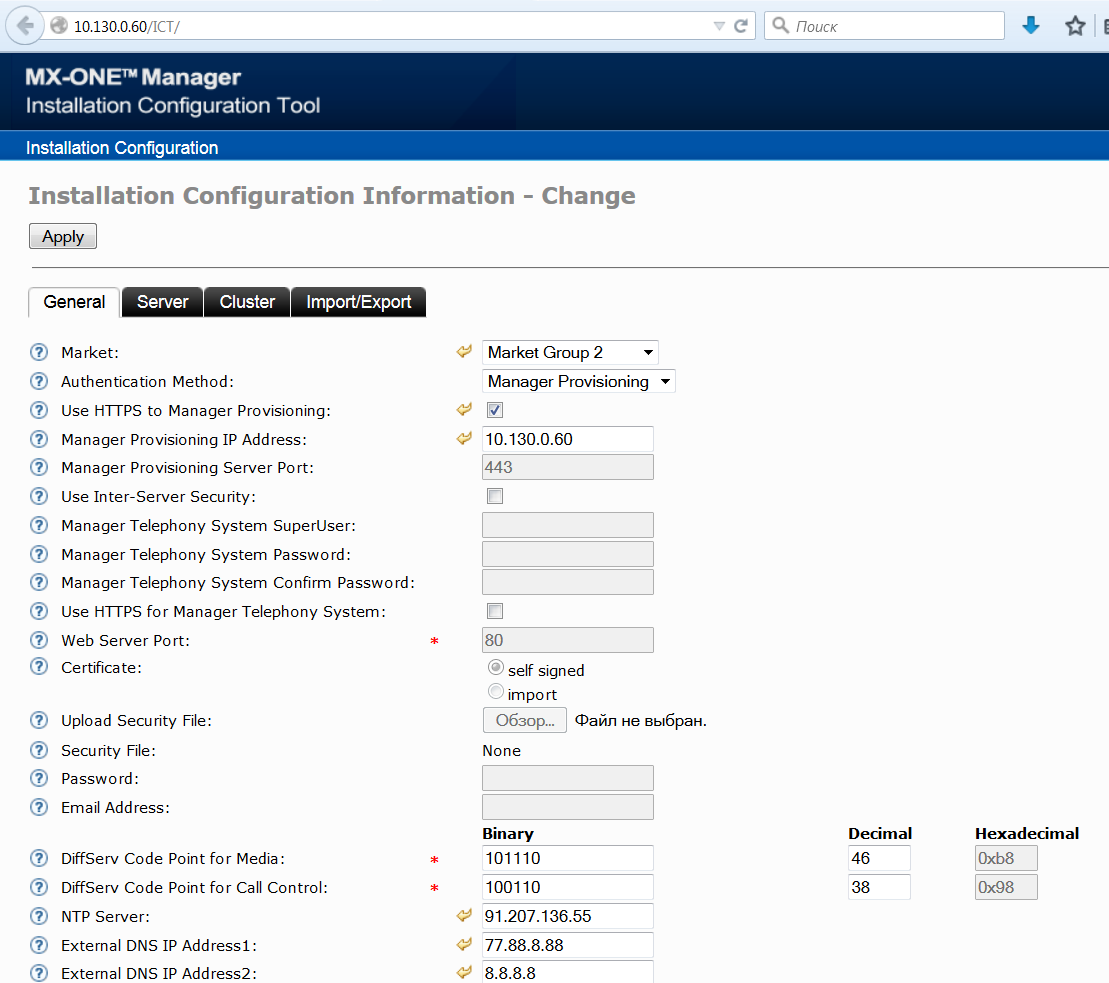 10.130.0.60/ICT/
Поиск
MX-ONE™ Manager
Installation Configuration Tool
Installation Configuration
Installation Configuration Information - Change
Apply
General Server Cluster Import/Export
? Market: Market Group 2
? Authentication Method: Manager Provisioning
? Use HTTPS to Manager Provisioning:
? Manager Provisioning IP Address: 10.130.0.60
? Manager Provisioning Server Port: 443
? Use Inter-Server Security:
? Manager Telephony System SuperUser:
? Manager Telephony System Password:
? Manager Telephony System Confirm Password:
? Use HTTPS for Manager Telephony System:
? Web Server Port: * 80
? Certificate: self signed
import
? Upload Security File: Обзор... Файл не выбран.
? Security File: None
? Password:
? Email Address:
Binary Decimal Hexadecimal
? DiffServ Code Point for Media: * 101110 46 0xb8
? DiffServ Code Point for Call Control: * 100110 38 0x98
? NTP Server: 91.207.136.55
? External DNS IP Address1: 77.88.8.88
? External DNS IP Address2: 8.8.8.8